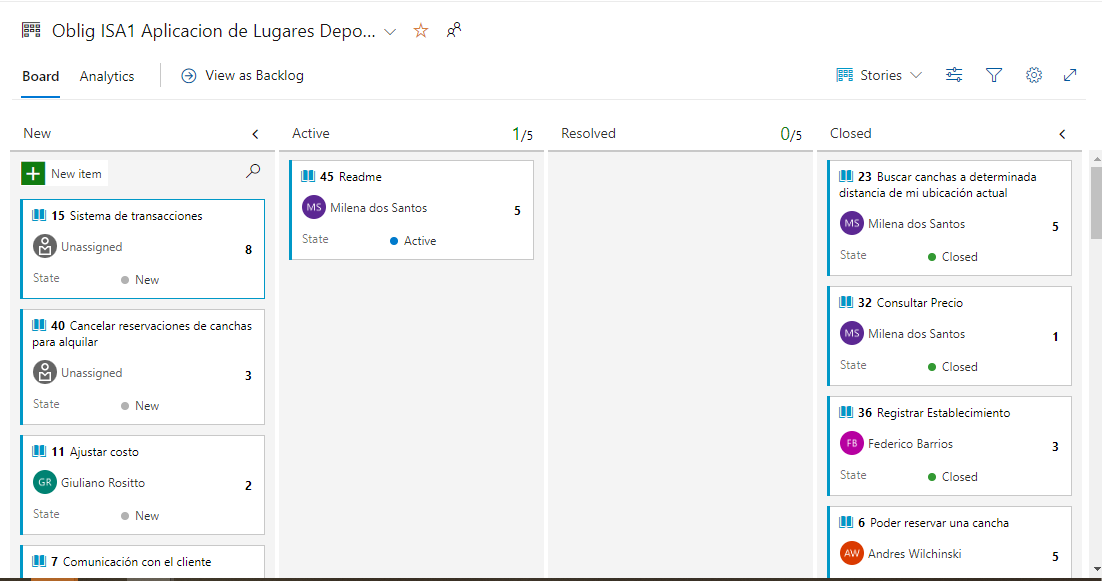 Oblig ISA1 Aplicacion de Lugares Depo...
Board Analytics View as Backlog Stories
New
New item
15 Sistema de transacciones
Unassigned 8
State New
40 Cancelar reservaciones de canchas
para alquilar
Unassigned 3
State New
11 Ajustar costo
GR Giuliano Rositto 2
State New
7 Comunicación con el cliente
Active 1/5
45 Readme
MS Milena dos Santos 5
State Active
Resolved 0/5
Closed
23 Buscar canchas a determinada
distancia de mi ubicación actual
MS Milena dos Santos 5
State Closed
32 Consultar Precio
MS Milena dos Santos 1
State Closed
36 Registrar Establecimiento
FB Federico Barrios 3
State Closed
6 Poder reservar una cancha
AW Andres Wilchinski 5